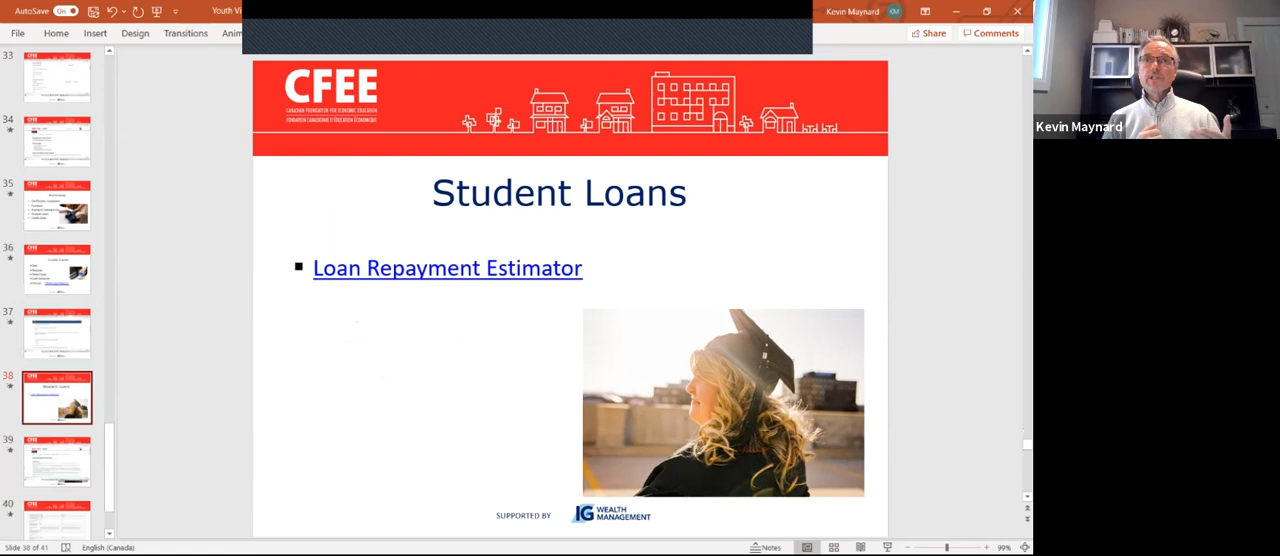 AutoSave On
Youth Vi
Kevin Maynard KM
File Home Insert Design Transitions Anim
Share Comments
33
34
35
36
37
38
39
40
CFEE
CANADIAN FOUNDATION FOR ECONOMIC EDUCATION
FONDATION CANADIENNE D'ÉDUCATION ÉCONOMIQUE
Student Loans
Loan Repayment Estimator
SUPPORTED BY IG WEALTH
MANAGEMENT
Kevin Maynard
Slide 38 of 41 English (Canada) Notes 99%